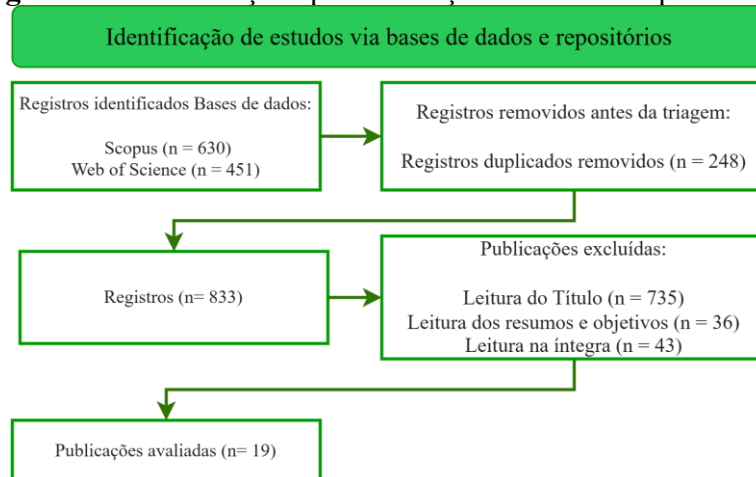 Identificação de estudos via bases de dados e repositórios
Registros identificados Bases de dados:
Scopus (n = 630)
Web of Science (n = 451)
Registros removidos antes da triagem:
Registros duplicados removidos (n = 248)
Registros (n= 833)
Publicações excluídas:
Leitura do Título (n = 735)
Leitura dos resumos e objetivos (n = 36)
Leitura na íntegra (n = 43)
Publicações avaliadas (n= 19)